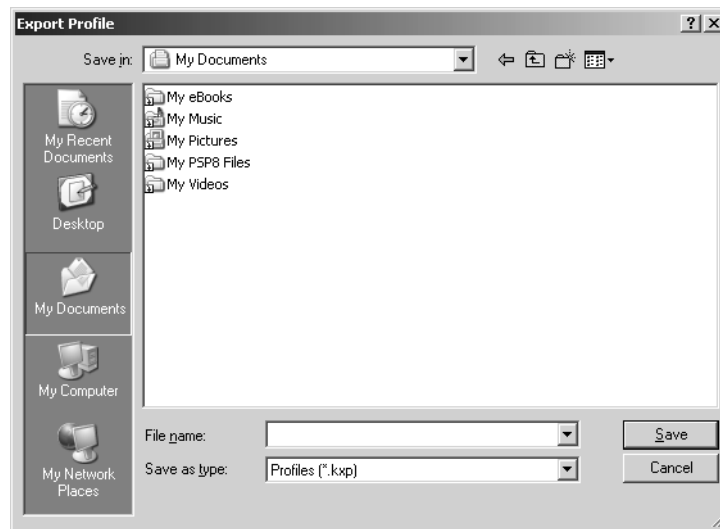 Export Profile
Save in:
My Documents
My Recent
Documents
Desktop
My Documents
My Computer
My Network
Places
My eBooks
My Music
My Pictures
My PSP8 Files
My Videos
File name:
Save
Save as type:
Profiles (*.kxp)
Cancel